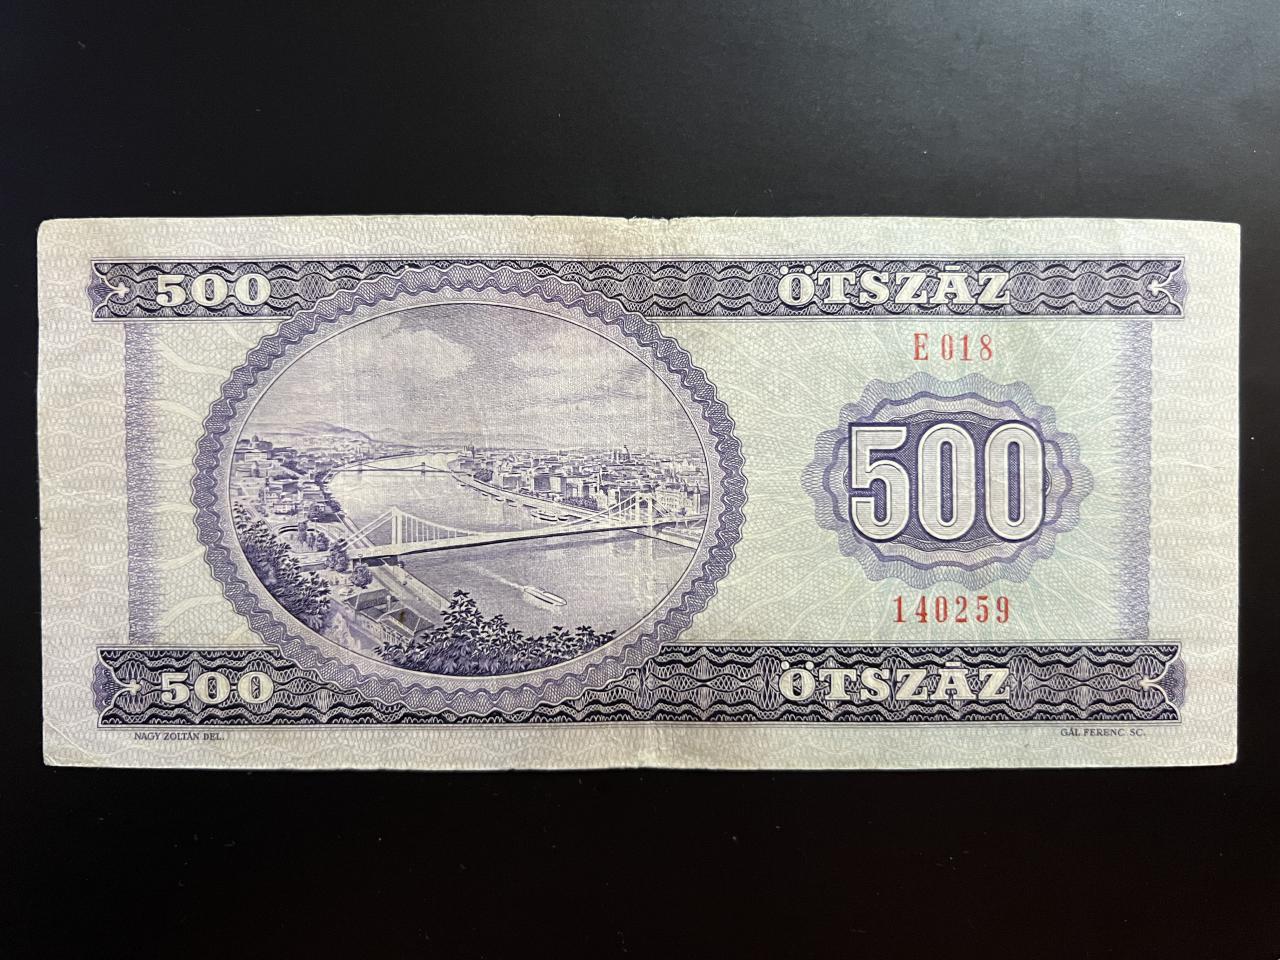 500 ÖTSZÁZ
E 018
500
140259
500 ÖTSZÁZ
NAGY ZOLTÁN DEL. GÁL FERENC SC.